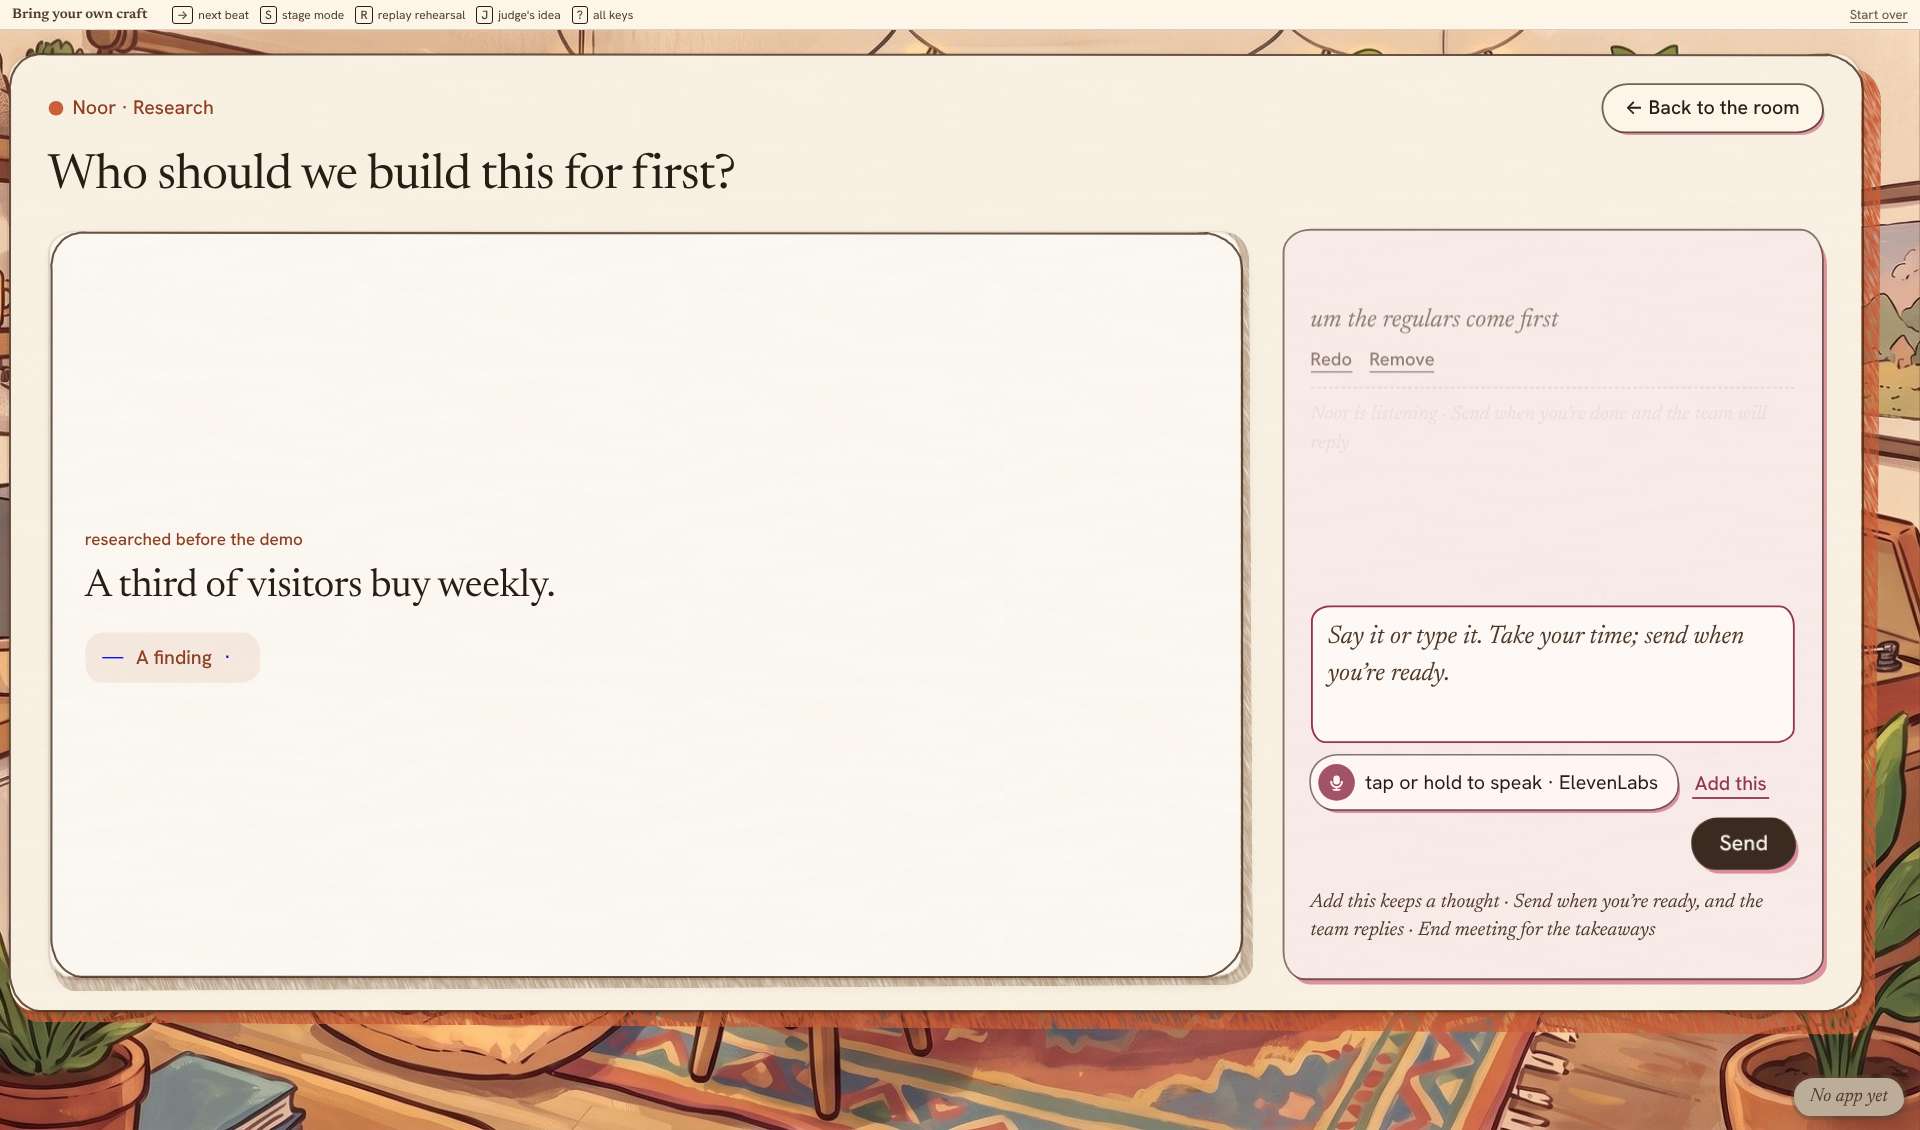 Bring your own craft → next beat S stage mode R replay rehearsal J judge's idea ? all keys Start over
Noor · Research
← Back to the room
Who should we build this for first?
um the regulars come first
Redo Remove
Noor is listening · Send when you're done and the team will
reply
researched before the demo
A third of visitors buy weekly.
— A finding ·
Say it or type it. Take your time; send when
you're ready.
tap or hold to speak · ElevenLabs Add this
Send
Add this keeps a thought · Send when you're ready, and the
team replies · End meeting for the takeaways
No app yet